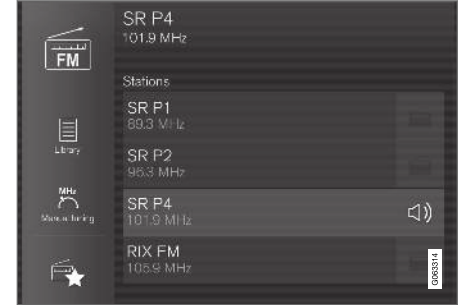 SR P4
101.9 MHz
FM
Stations
SR P1
89.3 MHz
Library
SR P2
96.3 MHz
MHz
Manual tuning
SR P4
101.9 MHz
RIX FM
105.9 MHz
G063314